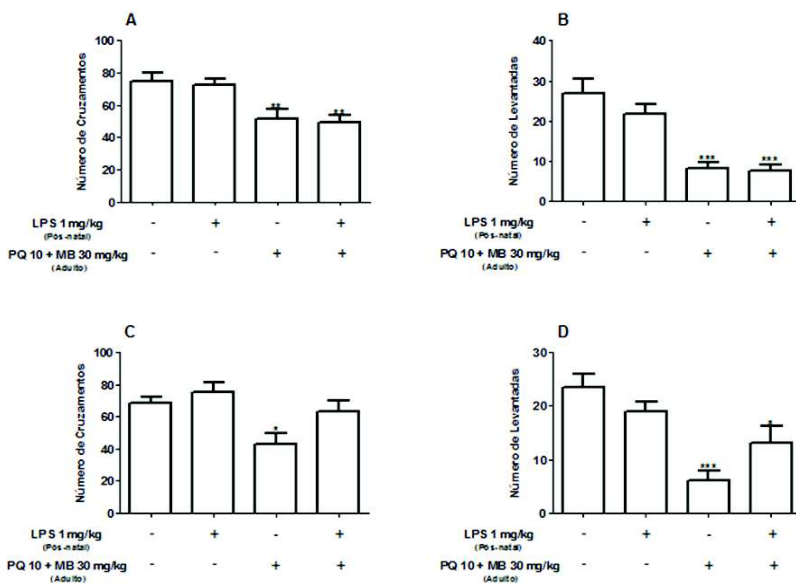 A
Número de Cruzamentos
100
80
60
40
20
0
** **
LPS 1 mg/kg - + - +
(Pós-natal)
PQ 10 + MB 30 mg/kg - - + +
(Adulto)
B
Número de Levantadas
40
30
20
10
0
*** ***
LPS 1 mg/kg - + - +
(Pós-natal)
PQ 10 + MB 30 mg/kg - - + +
(Adulto)
C
Número de Cruzamentos
100
80
60
40
20
0
*
LPS 1 mg/kg - + - +
(Pós-natal)
PQ 10 + MB 30 mg/kg - - + +
(Adulto)
D
Número de Levantadas
30
20
10
0
*** *
LPS 1 mg/kg - + - +
(Pós-natal)
PQ 10 + MB 30 mg/kg - - + +
(Adulto)